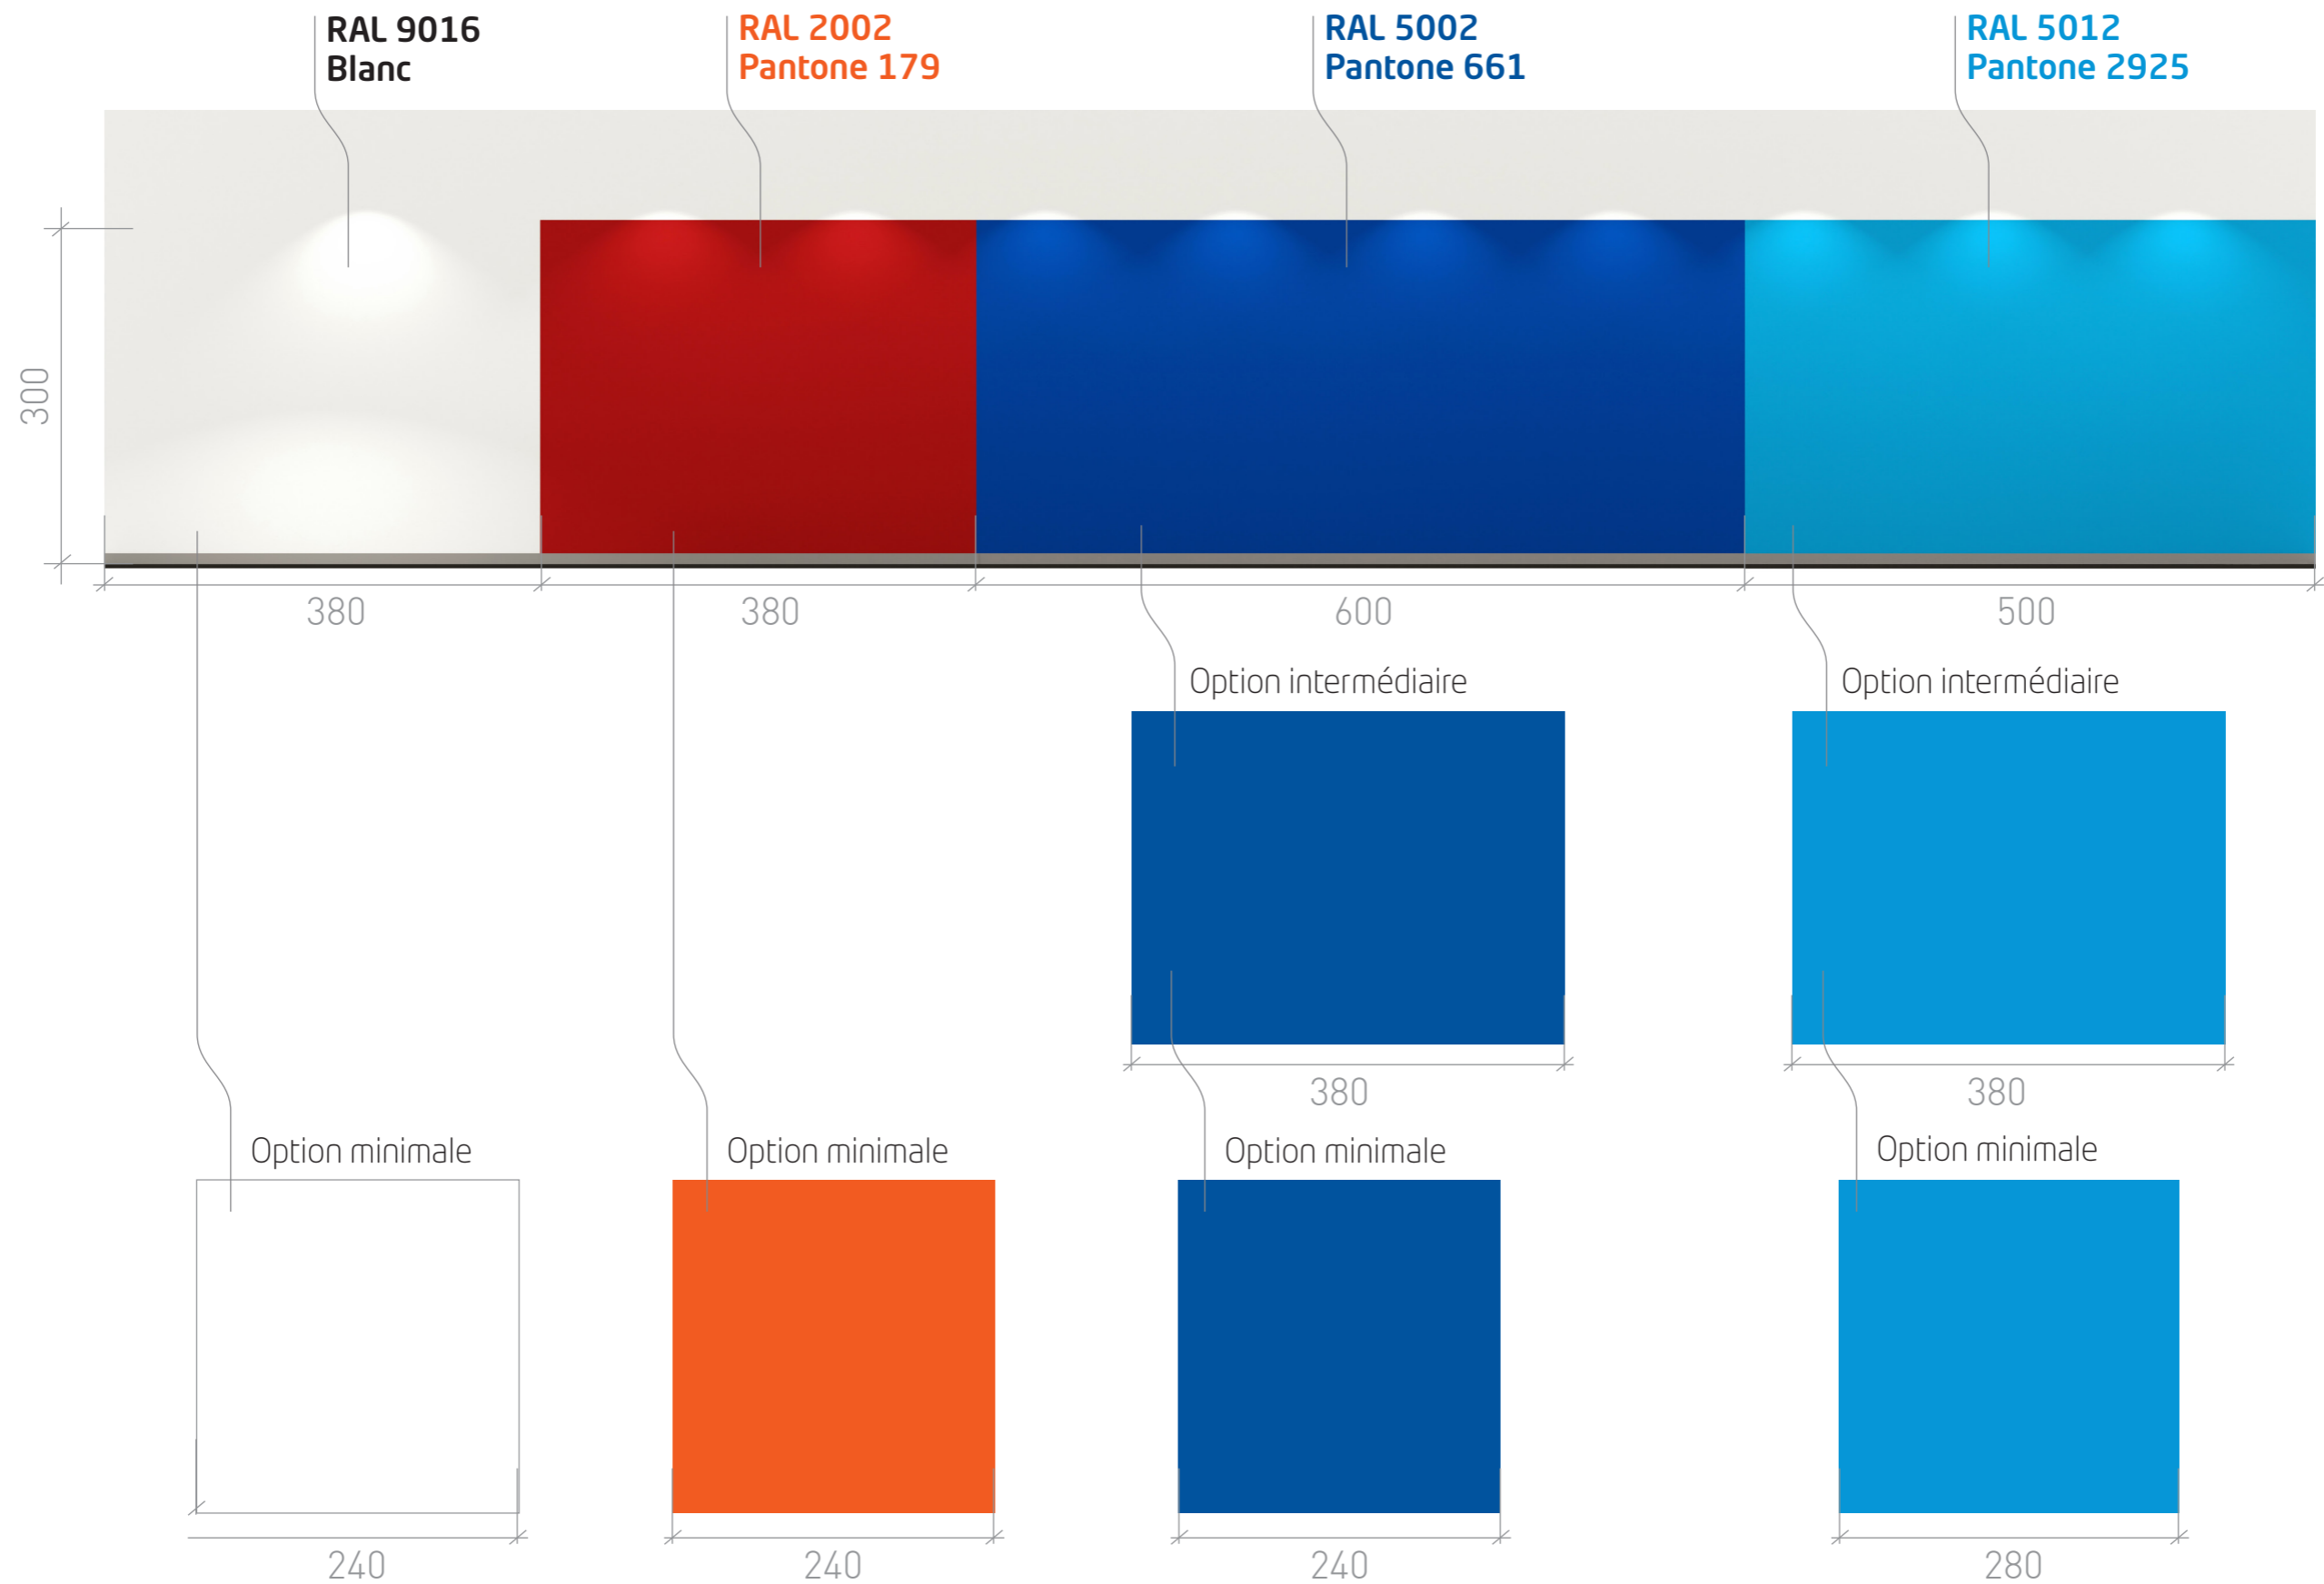 RAL 9016
Blanc
RAL 2002
Pantone 179
RAL 5002
Pantone 661
RAL 5012
Pantone 2925
300
380
380
600
500
Option intermédiaire
Option intermédiaire
380
380
Option minimale
Option minimale
Option minimale
Option minimale
240
240
240
280